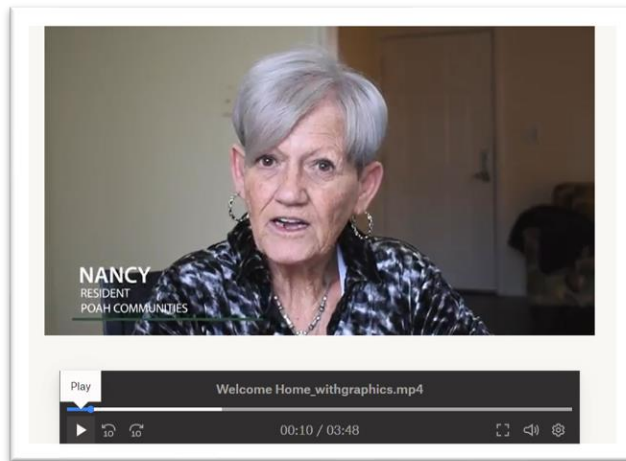 NANCY
RESIDENT
POAH COMMUNITIES
Play
Welcome Home_withgraphics.mp4
10
10
00:10 / 03:48